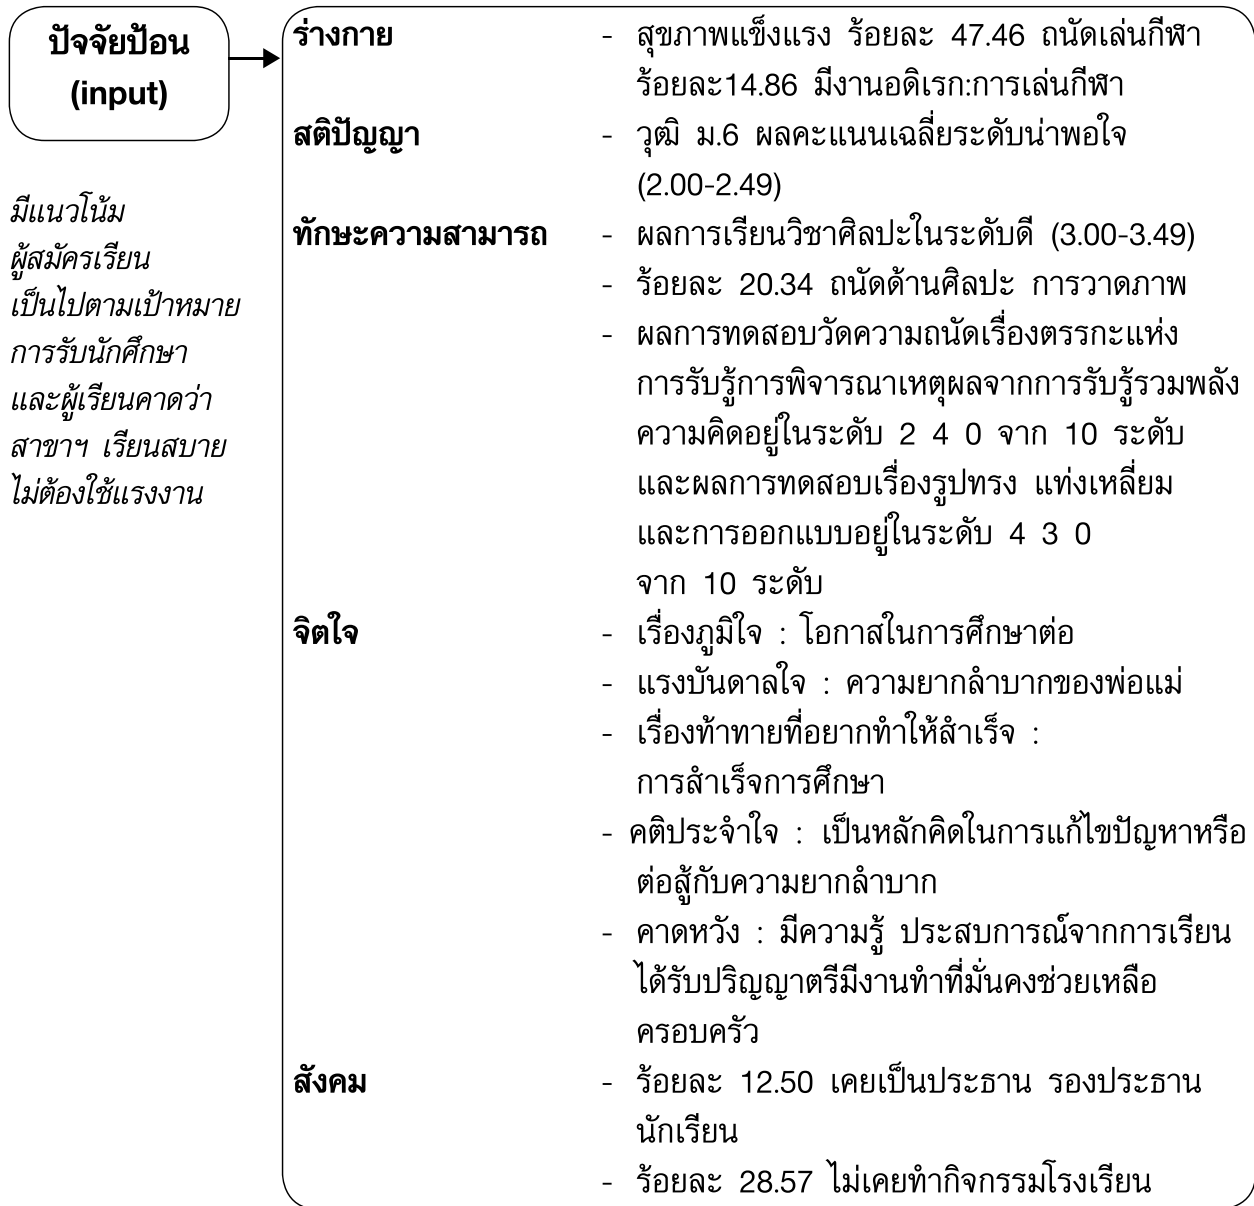 ปัจจัยป้อน
(input)
มีแนวโน้ม
ผู้สมัครเรียน
เป็นไปตามเป้าหมาย
การรับนักศึกษา
และผู้เรียนคาดว่า
สาขาฯ เรียนสบาย
ไม่ต้องใช้แรงงาน
ร่างกาย - สุขภาพแข็งแรง ร้อยละ 47.46 ถนัดเล่นกีฬา
ร้อยละ14.86 มีงานอดิเรก:การเล่นกีฬา
สติปัญญา - วุฒิ ม.6 ผลคะแนนเฉลี่ยระดับน่าพอใจ
(2.00-2.49)
ทักษะความสามารถ - ผลการเรียนวิชาศิลปะในระดับดี (3.00-3.49)
- ร้อยละ 20.34 ถนัดด้านศิลปะ การวาดภาพ
- ผลการทดสอบวัดความถนัดเรื่องตรรกะแห่ง
การรับรู้การพิจารณาเหตุผลจากการรับรู้รวมพลัง
ความคิดอยู่ในระดับ 2 4 0 จาก 10 ระดับ
และผลการทดสอบเรื่องรูปทรง แท่งเหลี่ยม
และการออกแบบอยู่ในระดับ 4 3 0
จาก 10 ระดับ
จิตใจ - เรื่องภูมิใจ : โอกาสในการศึกษาต่อ
- แรงบันดาลใจ : ความยากลำบากของพ่อแม่
- เรื่องท้าทายที่อยากทำให้สำเร็จ :
การสำเร็จการศึกษา
- คติประจำใจ : เป็นหลักคิดในการแก้ไขปัญหาหรือ
ต่อสู้กับความยากลำบาก
- คาดหวัง : มีความรู้ ประสบการณ์จากการเรียน
ได้รับปริญญาตรีมีงานทำที่มั่นคงช่วยเหลือ
ครอบครัว
สังคม - ร้อยละ 12.50 เคยเป็นประธาน รองประธาน
นักเรียน
- ร้อยละ 28.57 ไม่เคยทำกิจกรรมโรงเรียน